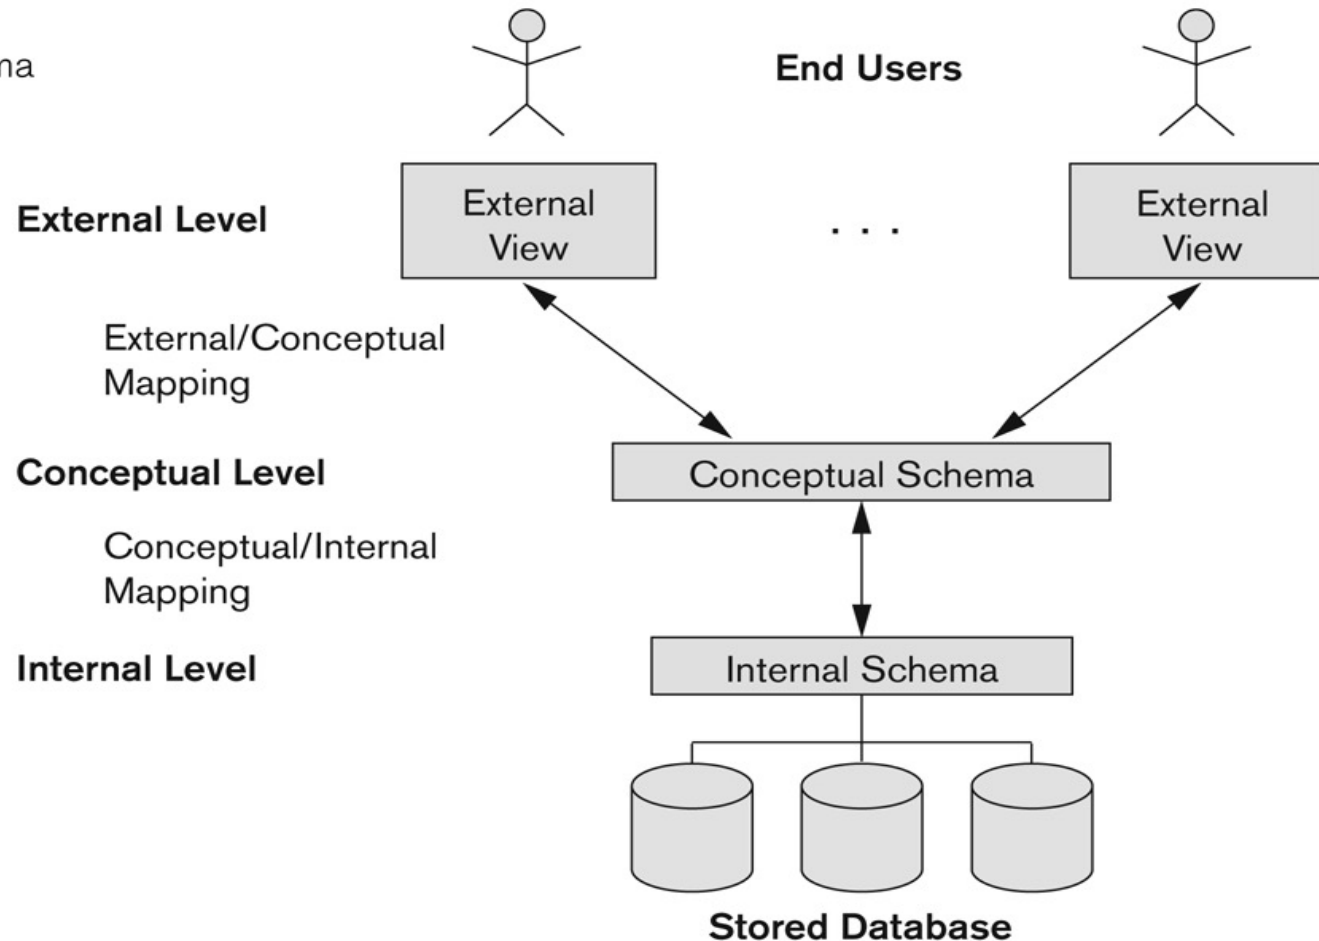 ma
End Users
External Level
External
View
. . .
External
View
External/Conceptual
Mapping
Conceptual Level
Conceptual Schema
Conceptual/Internal
Mapping
Internal Level
Internal Schema
Stored Database